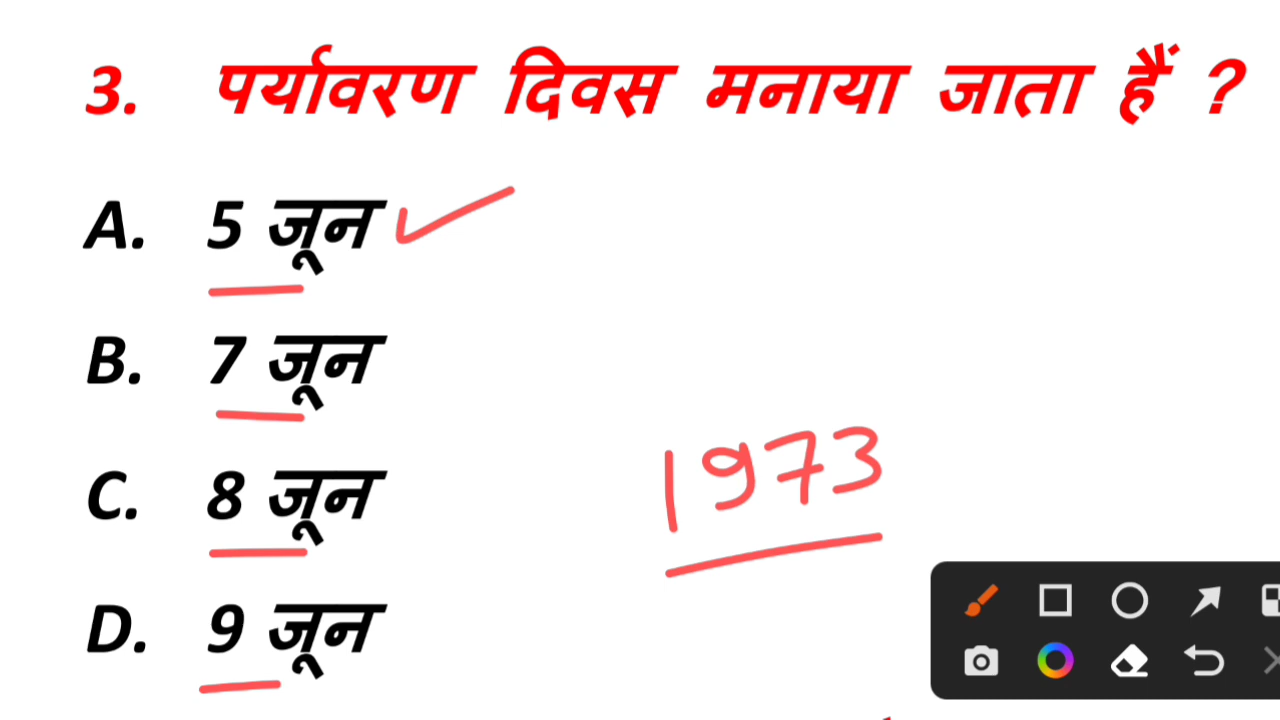 3. पर्यावरण दिवस मनाया जाता हैं ?
A. 5 जून
B. 7 जून
C. 8 जून
1973
D. 9 जून